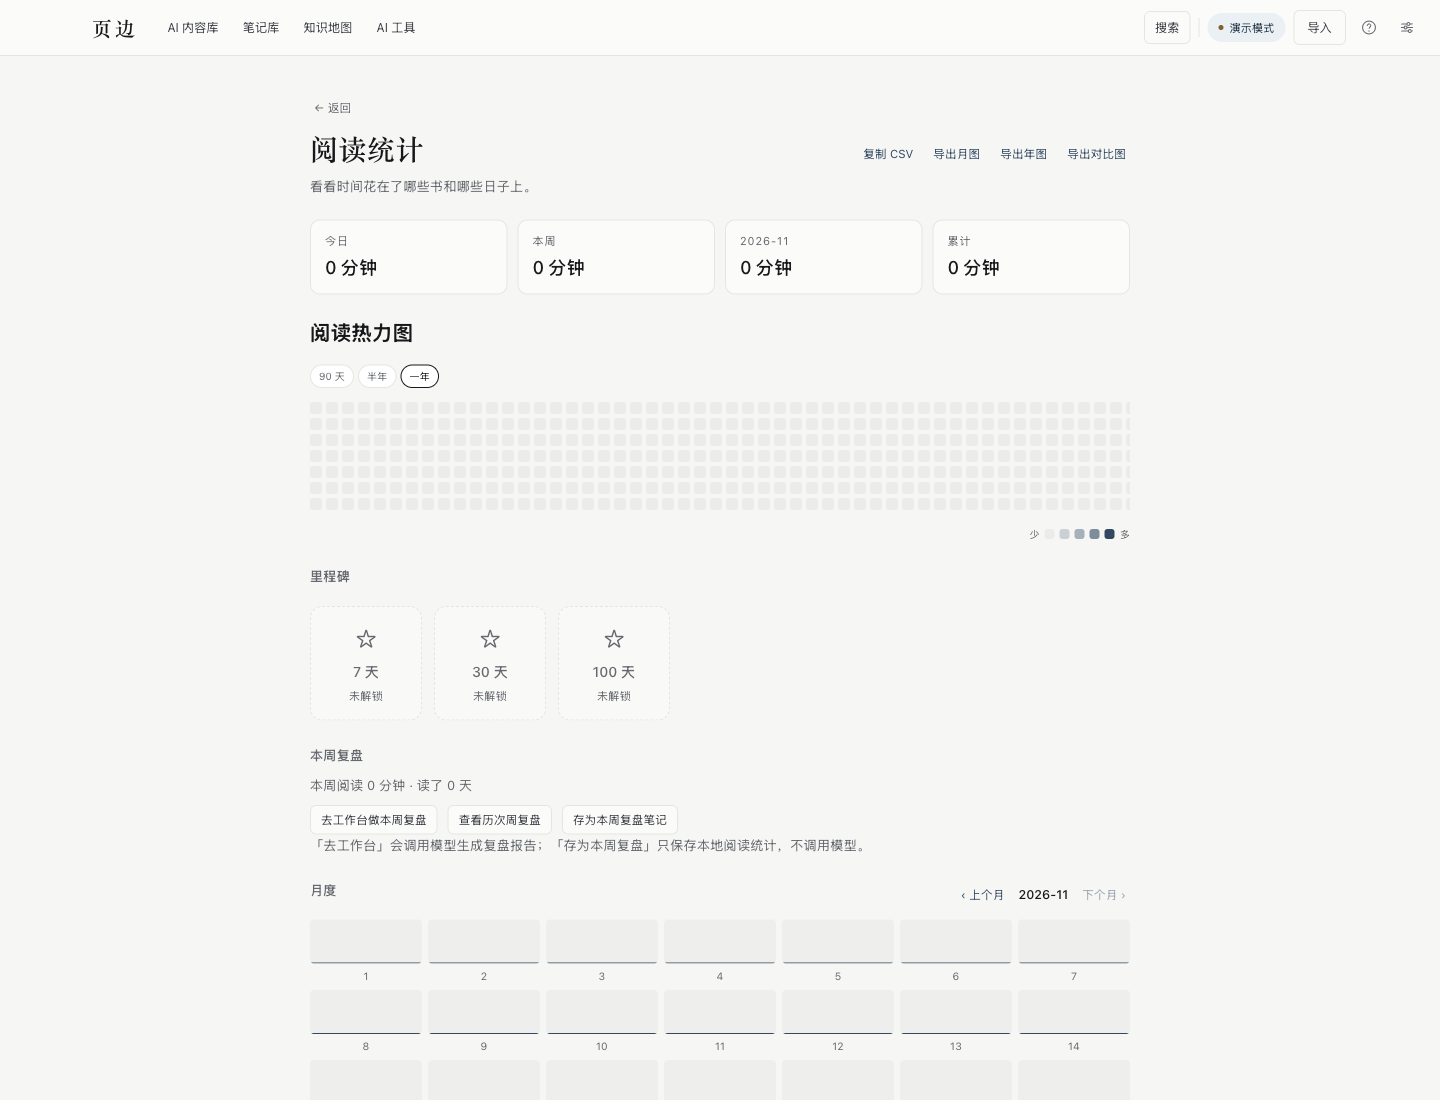 页边 AI 内容库 笔记库 知识地图 AI 工具 搜索 演示模式 导入
← 返回
阅读统计
复制 CSV 导出月图 导出年图 导出对比图
看看时间花在了哪些书和哪些日子上。
今日 本周 2026-11 累计
0 分钟 0 分钟 0 分钟 0 分钟
阅读热力图
90 天 半年 一年
少 多
里程碑
7 天 30 天 100 天
未解锁 未解锁 未解锁
本周复盘
本周阅读 0 分钟 · 读了 0 天
去工作台做本周复盘 查看历次周复盘 存为本周复盘笔记
「去工作台」会调用模型生成复盘报告；「存为本周复盘」只保存本地阅读统计，不调用模型。
月度 ‹ 上个月 2026-11 下个月 ›
1 2 3 4 5 6 7
8 9 10 11 12 13 14